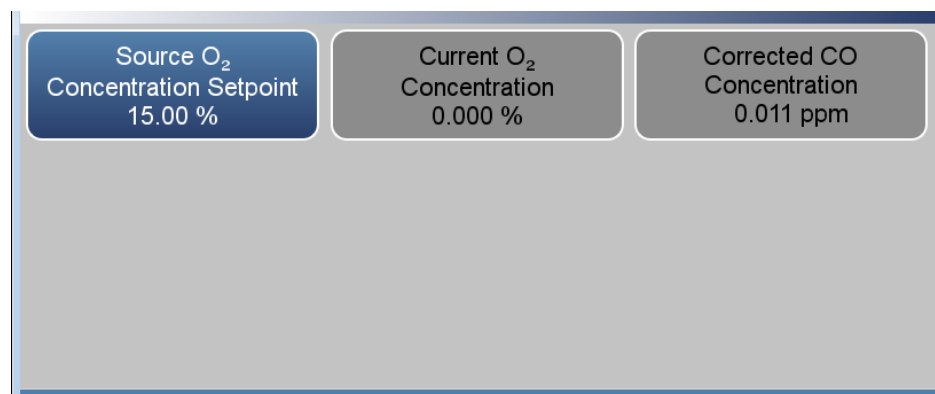 Source O₂
Concentration Setpoint
15.00 %
Current O₂
Concentration
0.000 %
Corrected CO
Concentration
0.011 ppm